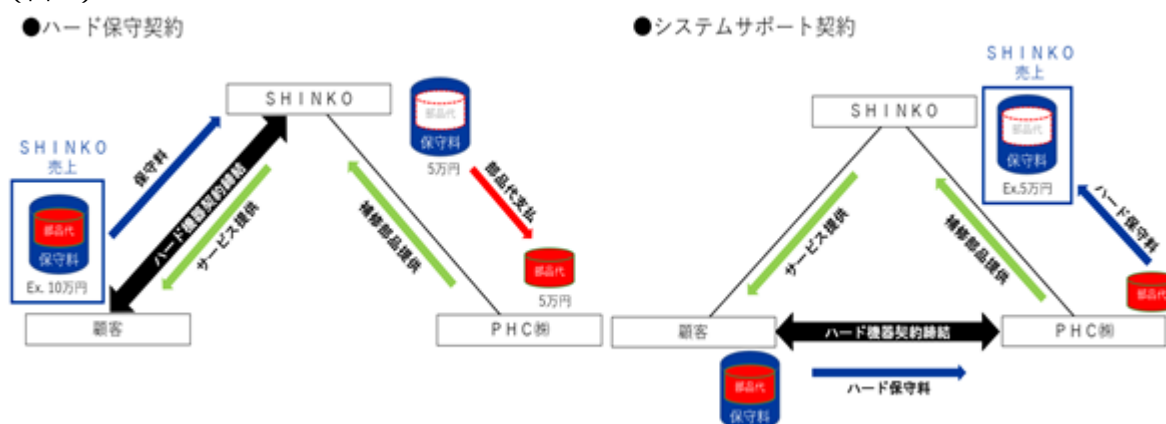 ●ハード保守契約
SHINKO
部品代
保守料
5万円
SHINKO
売上
部品代
保守料
Ex. 10万円
保守料
ハード機器契約締結
サービス提供
補修部品提供
部品代支払
部品代
5万円
顧客
PHC㈱
●システムサポート契約
SHINKO
売上
SHINKO
部品代
保守料
Ex.5万円
サービス提供
補修部品提供
ハード保守料
部品代
顧客
ハード機器契約締結
PHC㈱
部品代
保守料
ハード保守料